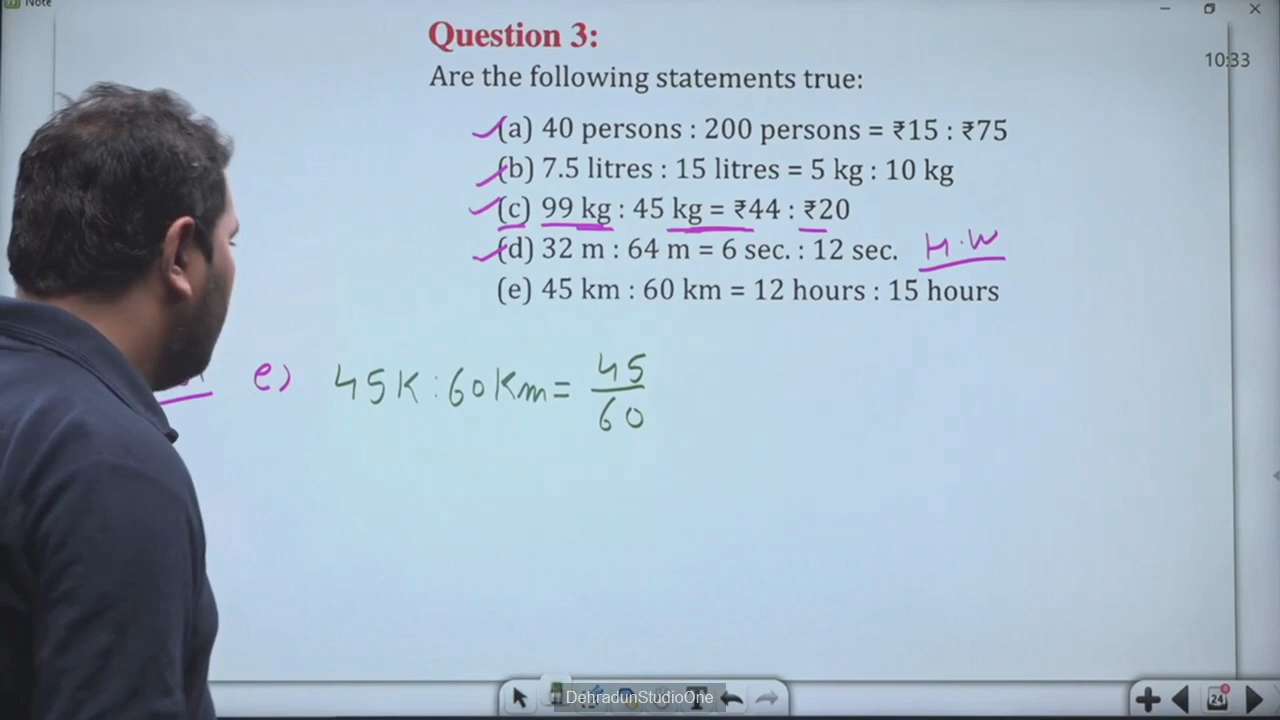 Note
10:33
Question 3:
Are the following statements true:
(a) 40 persons : 200 persons = ₹15 : ₹75
(b) 7.5 litres : 15 litres = 5 kg : 10 kg
(c) 99 kg : 45 kg = ₹44 : ₹20
(d) 32 m : 64 m = 6 sec. : 12 sec. H.W
(e) 45 km : 60 km = 12 hours : 15 hours
e) 45K : 60Km = 45/60
24
DehradunStudioOne